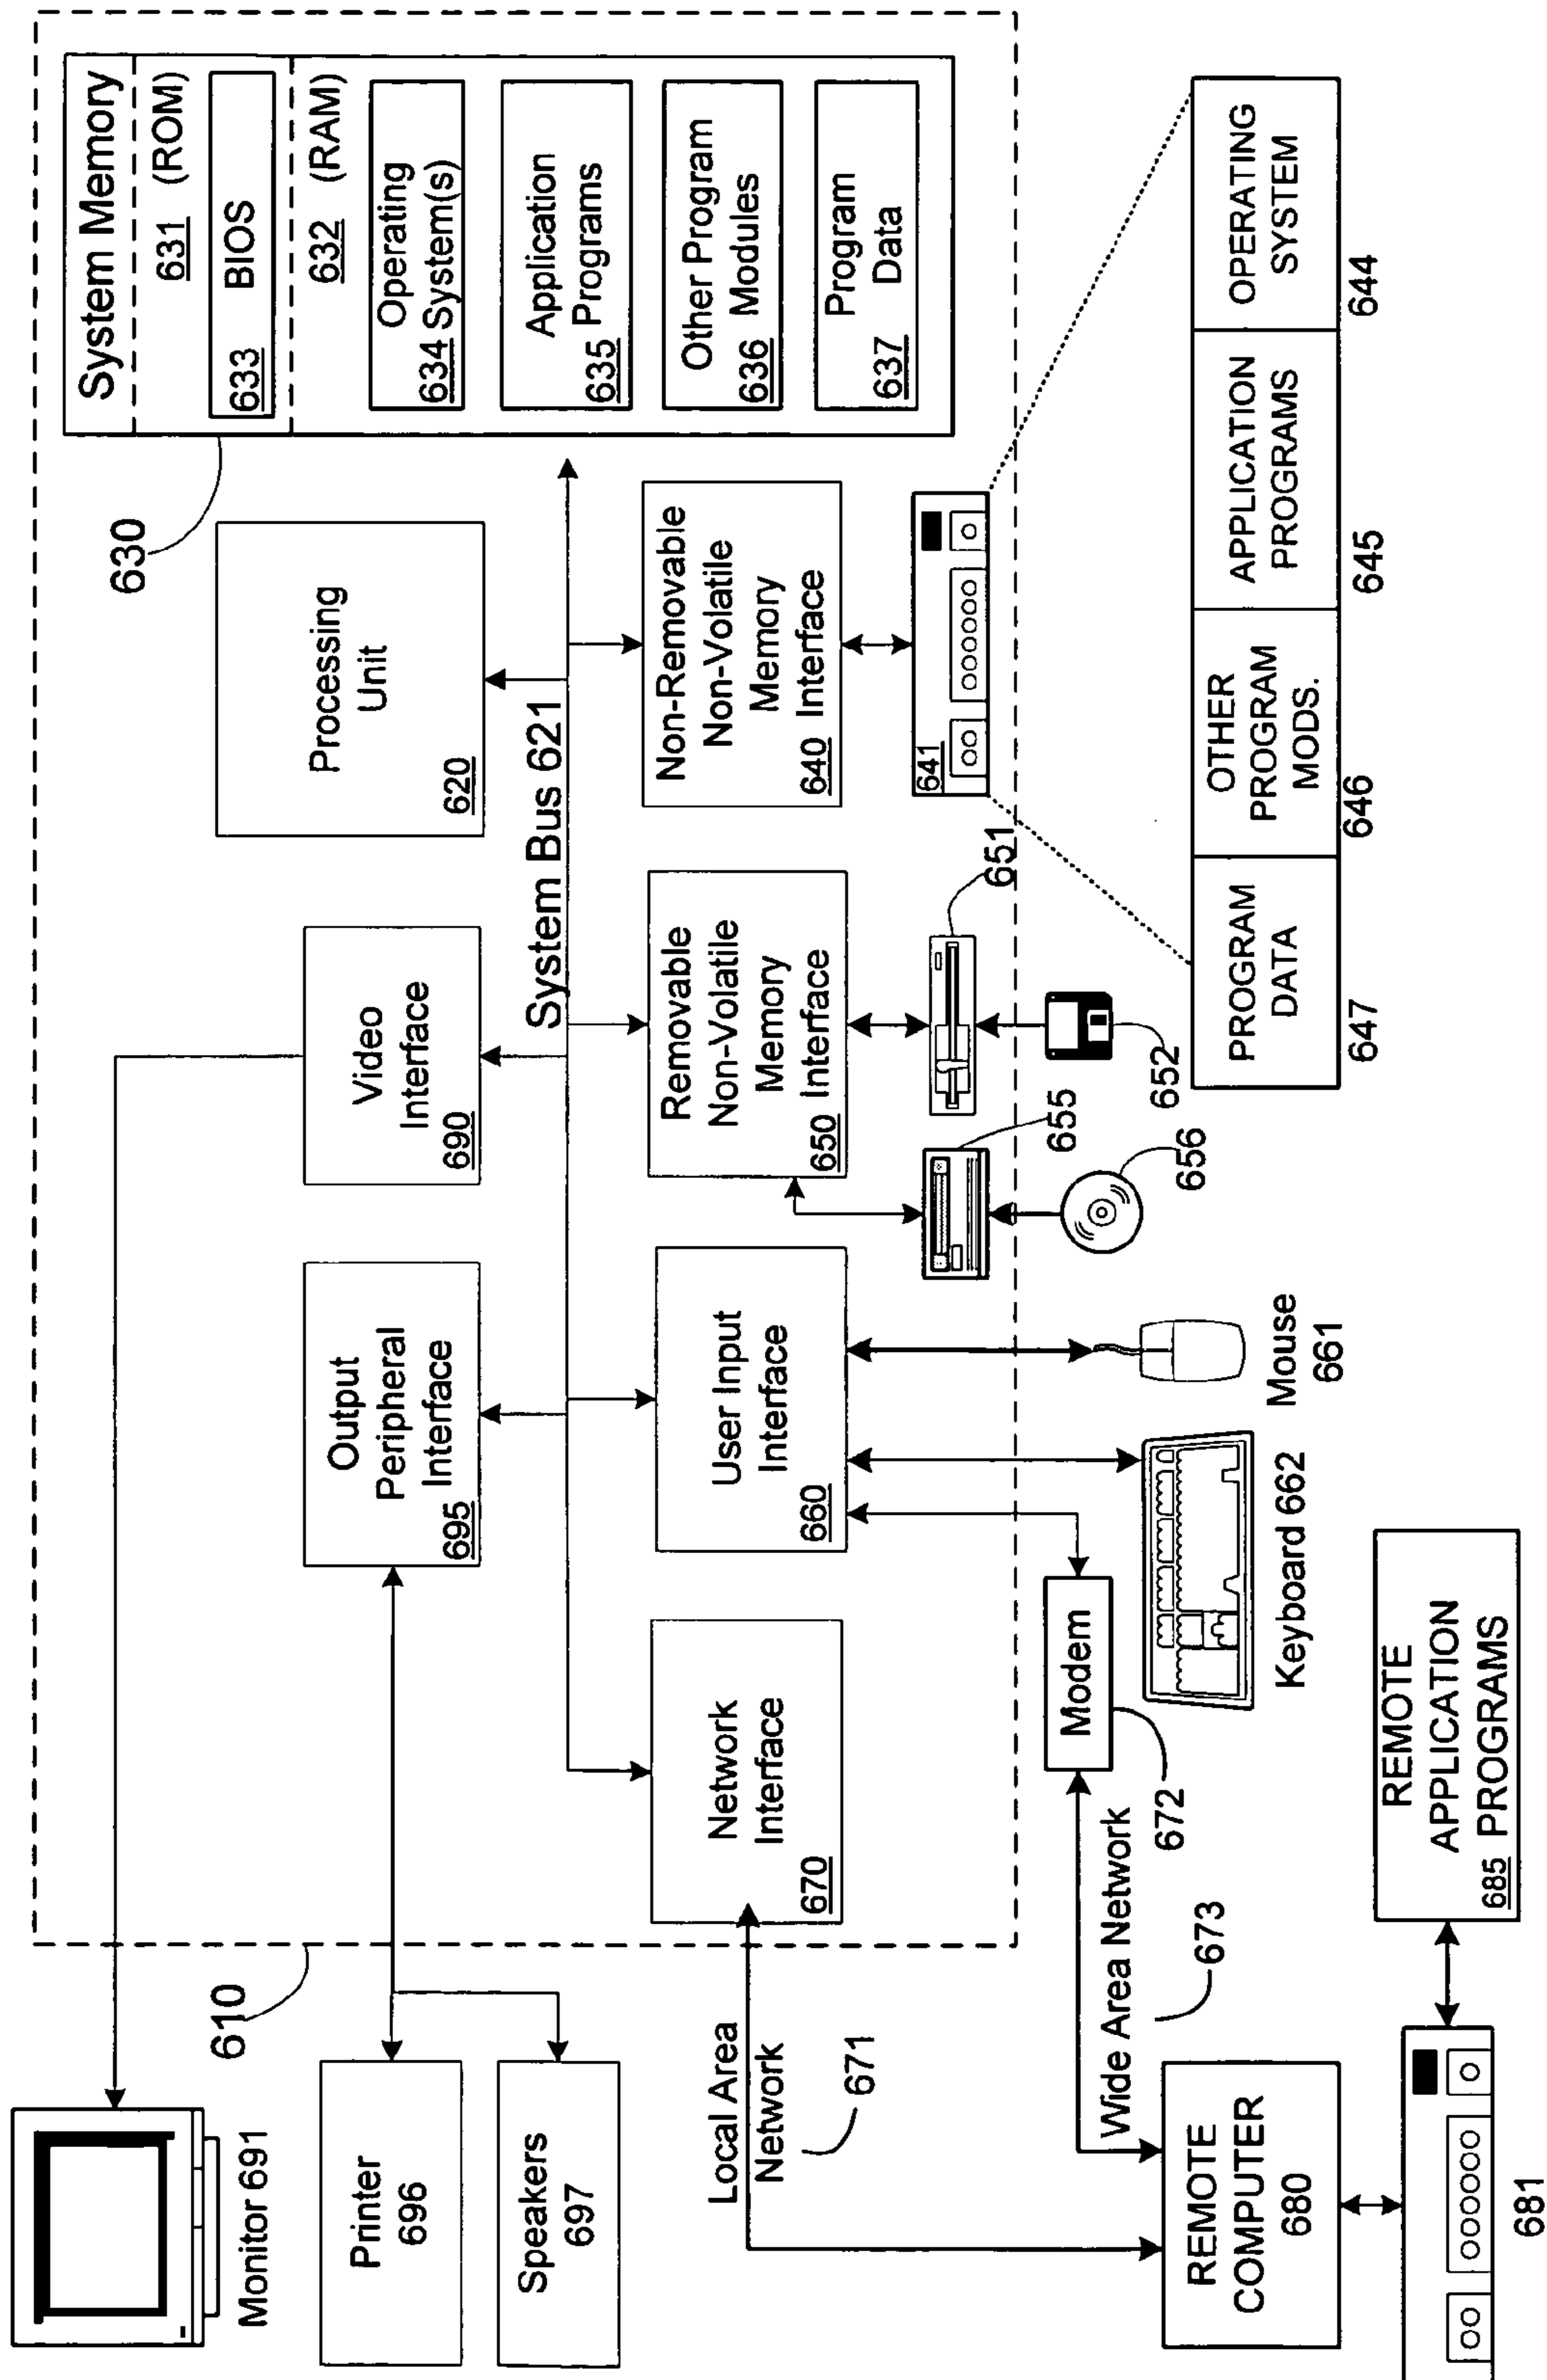 System Memory
631 (ROM)
633 BIOS
632 (RAM)
Operating
634 System(s)
Application
635 Programs
Other Program
636 Modules
Program
637 Data
630
Processing
Unit
620
System Bus 621
Non-Removable
Non-Volatile
Memory
640 Interface
641
Video
Interface
690
Removable
Non-Volatile
Memory
650 Interface
651
652
655
656
Output
Peripheral
Interface
695
User Input
Interface
660
Network
Interface
670
610
Monitor 691
Printer
696
Speakers
697
Local Area
Network
671
Modem
672
Wide Area Network
673
Mouse
661
Keyboard 662
REMOTE
COMPUTER
680
681
REMOTE
APPLICATION
685 PROGRAMS
OPERATING
SYSTEM
644
APPLICATION
PROGRAMS
645
OTHER
PROGRAM
MODS.
646
PROGRAM
DATA
647